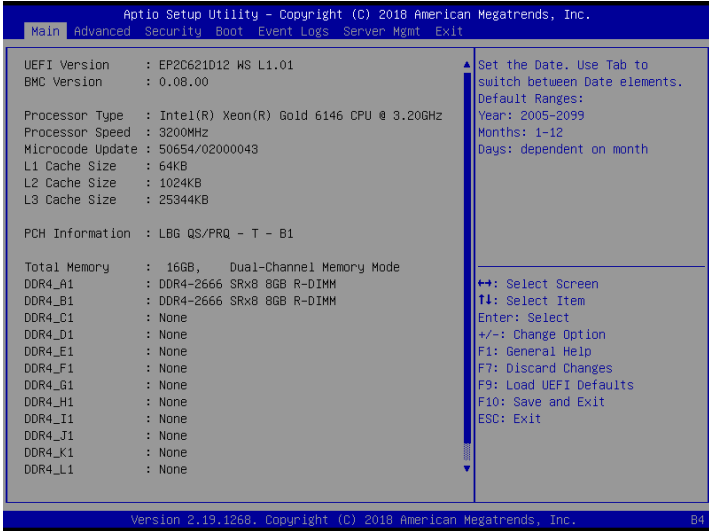 Aptio Setup Utility – Copyright (C) 2018 American Megatrends, Inc.
Main Advanced Security Boot Event Logs Server Mgmt Exit
UEFI Version : EP2C621D12 WS L1.01
BMC Version : 0.08.00
Processor Type : Intel(R) Xeon(R) Gold 6146 CPU @ 3.20GHz
Processor Speed : 3200MHz
Microcode Update : 50654/02000043
L1 Cache Size : 64KB
L2 Cache Size : 1024KB
L3 Cache Size : 25344KB
PCH Information : LBG QS/PRQ - T - B1
Total Memory : 16GB, Dual-Channel Memory Mode
DDR4_A1 : DDR4-2666 SRx8 8GB R-DIMM
DDR4_B1 : DDR4-2666 SRx8 8GB R-DIMM
DDR4_C1 : None
DDR4_D1 : None
DDR4_E1 : None
DDR4_F1 : None
DDR4_G1 : None
DDR4_H1 : None
DDR4_I1 : None
DDR4_J1 : None
DDR4_K1 : None
DDR4_L1 : None
Set the Date. Use Tab to
switch between Date elements.
Default Ranges:
Year: 2005-2099
Months: 1-12
Days: dependent on month
↔: Select Screen
↑↓: Select Item
Enter: Select
+/-: Change Option
F1: General Help
F7: Discard Changes
F9: Load UEFI Defaults
F10: Save and Exit
ESC: Exit
Version 2.19.1268. Copyright (C) 2018 American Megatrends, Inc.
B4